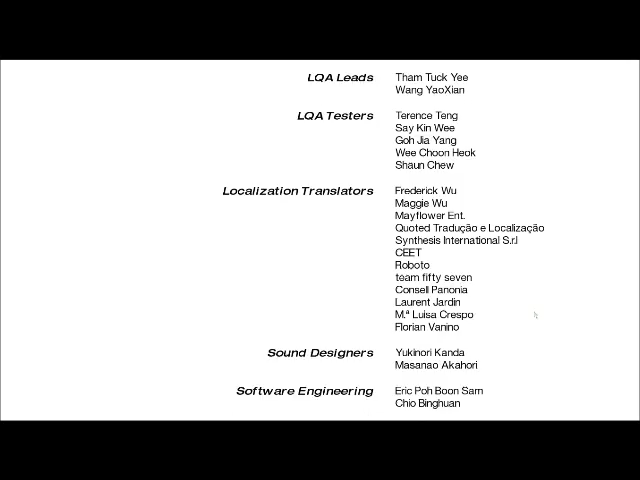 LQA Leads Tham Tuck Yee
Wang YaoXian
LQA Testers Terence Teng
Say Kin Wee
Goh Jia Yang
Wee Choon Heok
Shaun Chew
Localization Translators Frederick Wu
Maggie Wu
Mayflower Ent.
Quoted Tradução e Localização
Synthesis International S.r.l
CEET
Roboto
team fifty seven
Consell Panonia
Laurent Jardin
M.ª Luisa Crespo
Florian Vanino
Sound Designers Yukinori Kanda
Masanao Akahori
Software Engineering Eric Poh Boon Sam
Chio Binghuan